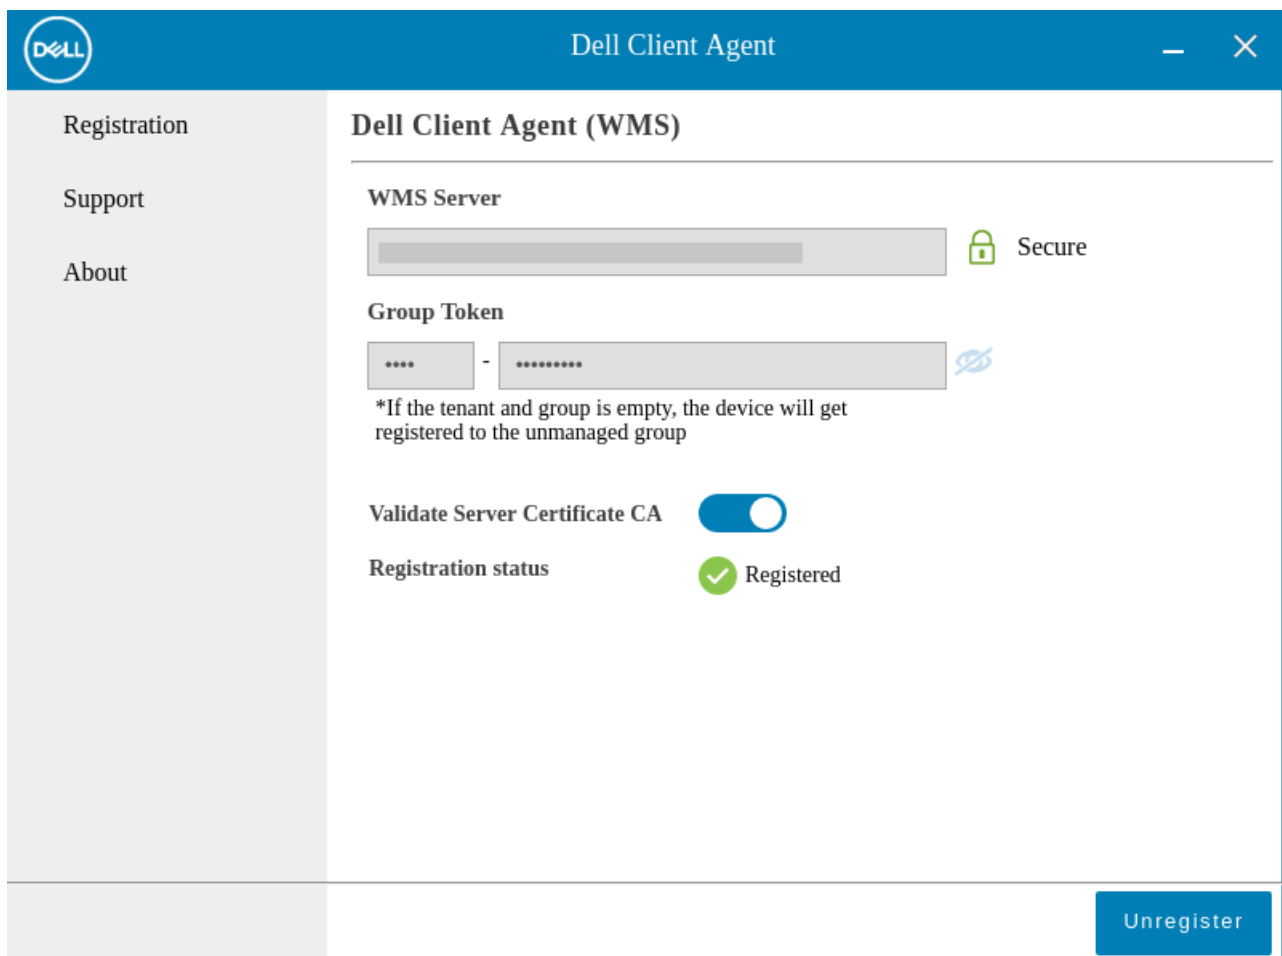 DELL
Dell Client Agent
Registration
Support
About
Dell Client Agent (WMS)
WMS Server
Secure
Group Token
•••• - •••••••••
*If the tenant and group is empty, the device will get
registered to the unmanaged group
Validate Server Certificate CA
Registration status
Registered
Unregister